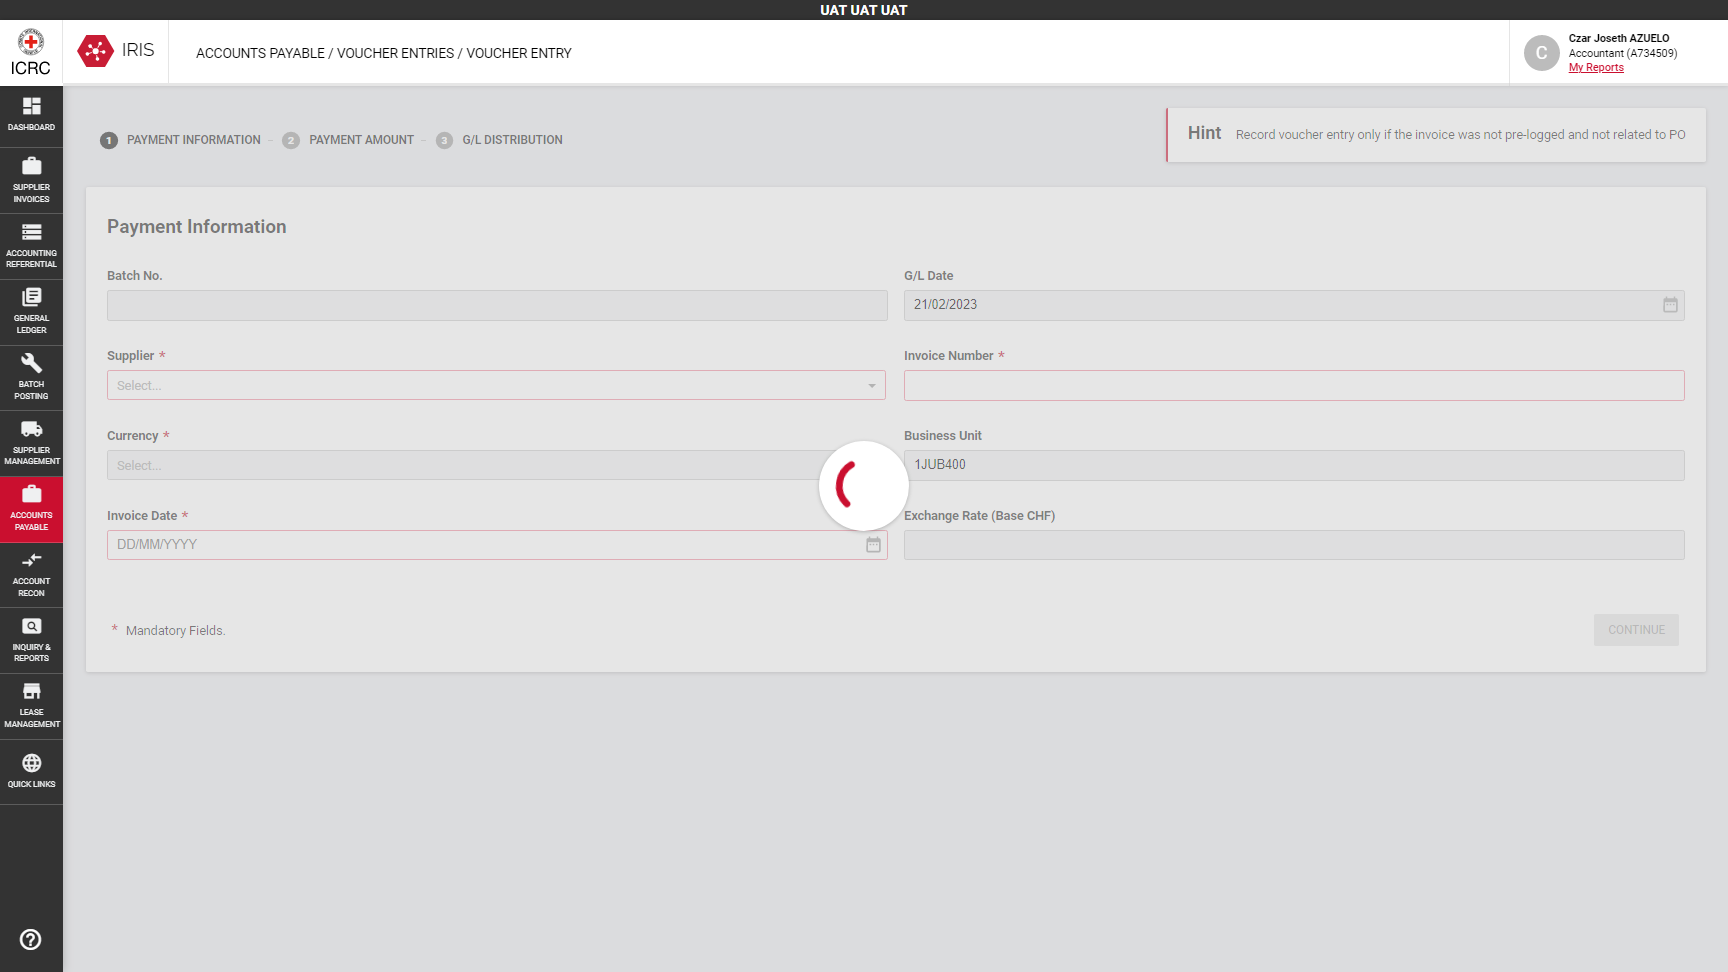 UAT UAT UAT
ICRC
IRIS
ACCOUNTS PAYABLE / VOUCHER ENTRIES / VOUCHER ENTRY
C
Czar Joseth AZUELO
Accountant (A734509)
My Reports
DASHBOARD
SUPPLIER
INVOICES
ACCOUNTING
REFERENTIAL
GENERAL
LEDGER
BATCH
POSTING
SUPPLIER
MANAGEMENT
ACCOUNTS
PAYABLE
ACCOUNT
RECON
INQUIRY &
REPORTS
LEASE
MANAGEMENT
QUICK LINKS
1 PAYMENT INFORMATION - 2 PAYMENT AMOUNT - 3 G/L DISTRIBUTION
Hint Record voucher entry only if the invoice was not pre-logged and not related to PO
Payment Information
Batch No.
G/L Date
21/02/2023
Supplier *
Select...
Invoice Number *
Currency *
Select...
Business Unit
1JUB400
Invoice Date *
DD/MM/YYYY
Exchange Rate (Base CHF)
* Mandatory Fields.
CONTINUE